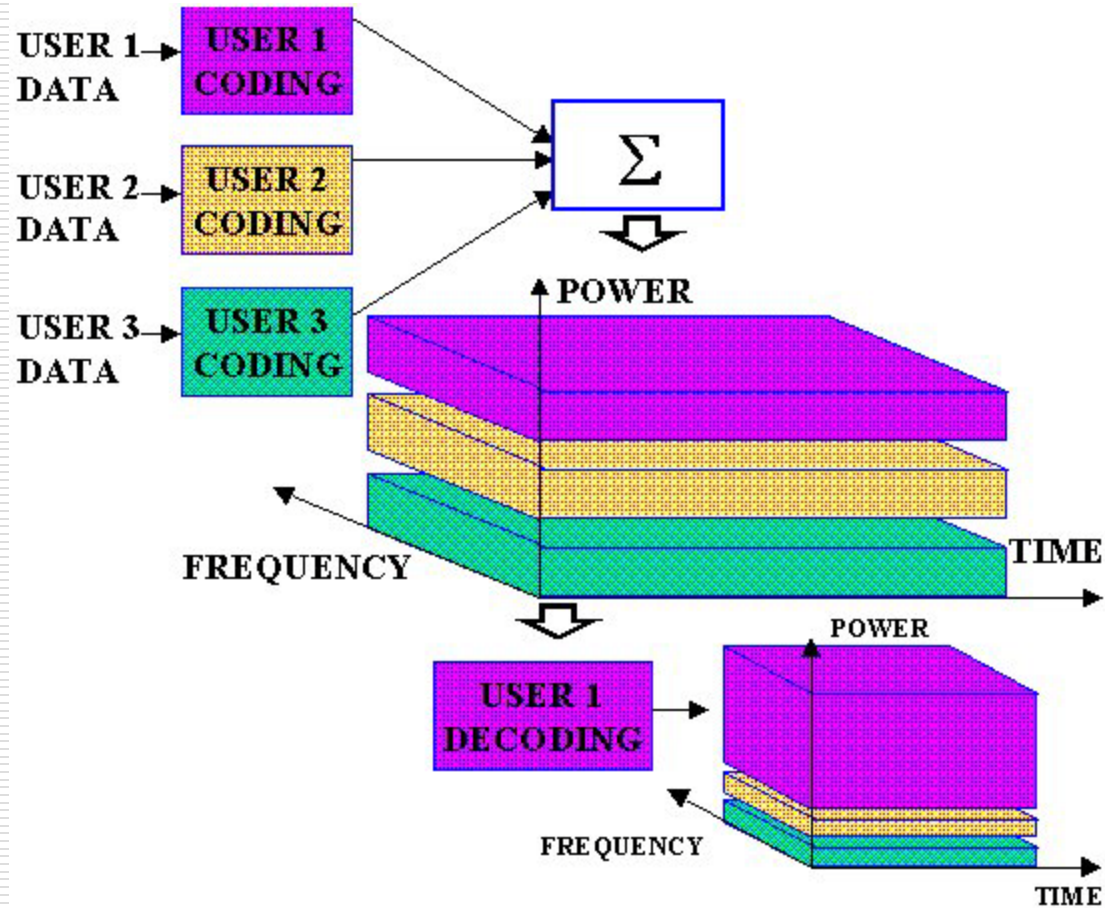 USER 1
DATA
USER 1
CODING
USER 2
DATA
USER 2
CODING
USER 3
DATA
USER 3
CODING
Σ
POWER
FREQUENCY
TIME
USER 1
DECODING
POWER
FREQUENCY
TIME